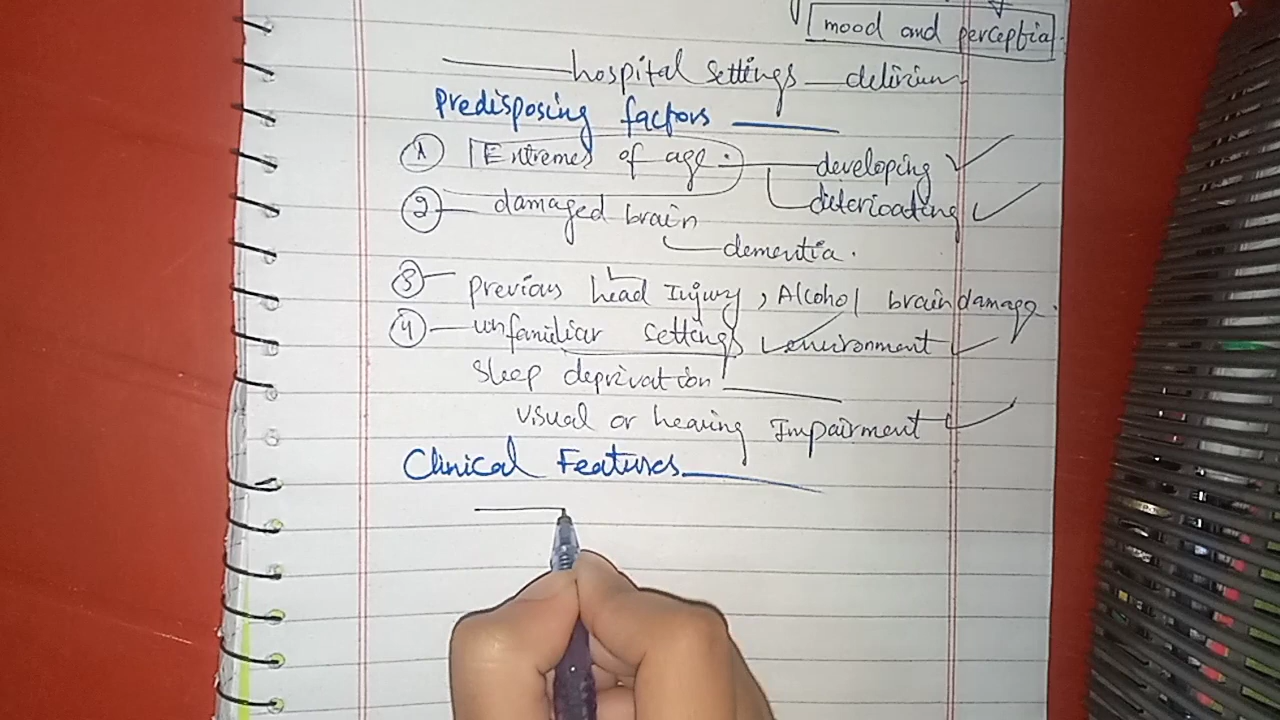 mood and perceptia
hospital settings delirium
Predisposing factors
1 Extremes of age. developing
deterioating
2 damaged brain
dementia.
3 previous head Injury, Alcohol brain damage.
4 unfamiliar settings environment
Sleep deprivation
visual or hearing Impairment
Clinical Features